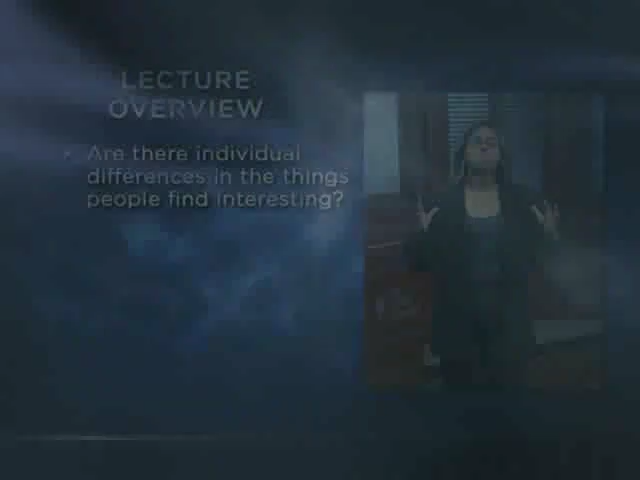 LECTURE
OVERVIEW
• Are there individual
differences in the things
people find interesting?